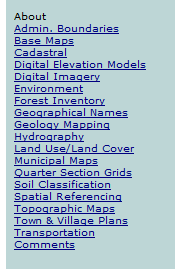 About
Admin. Boundaries
Base Maps
Cadastral
Digital Elevation Models
Digital Imagery
Environment
Forest Inventory
Geographical Names
Geology Mapping
Hydrography
Land Use/Land Cover
Municipal Maps
Quarter Section Grids
Soil Classification
Spatial Referencing
Topographic Maps
Town & Village Plans
Transportation
Comments